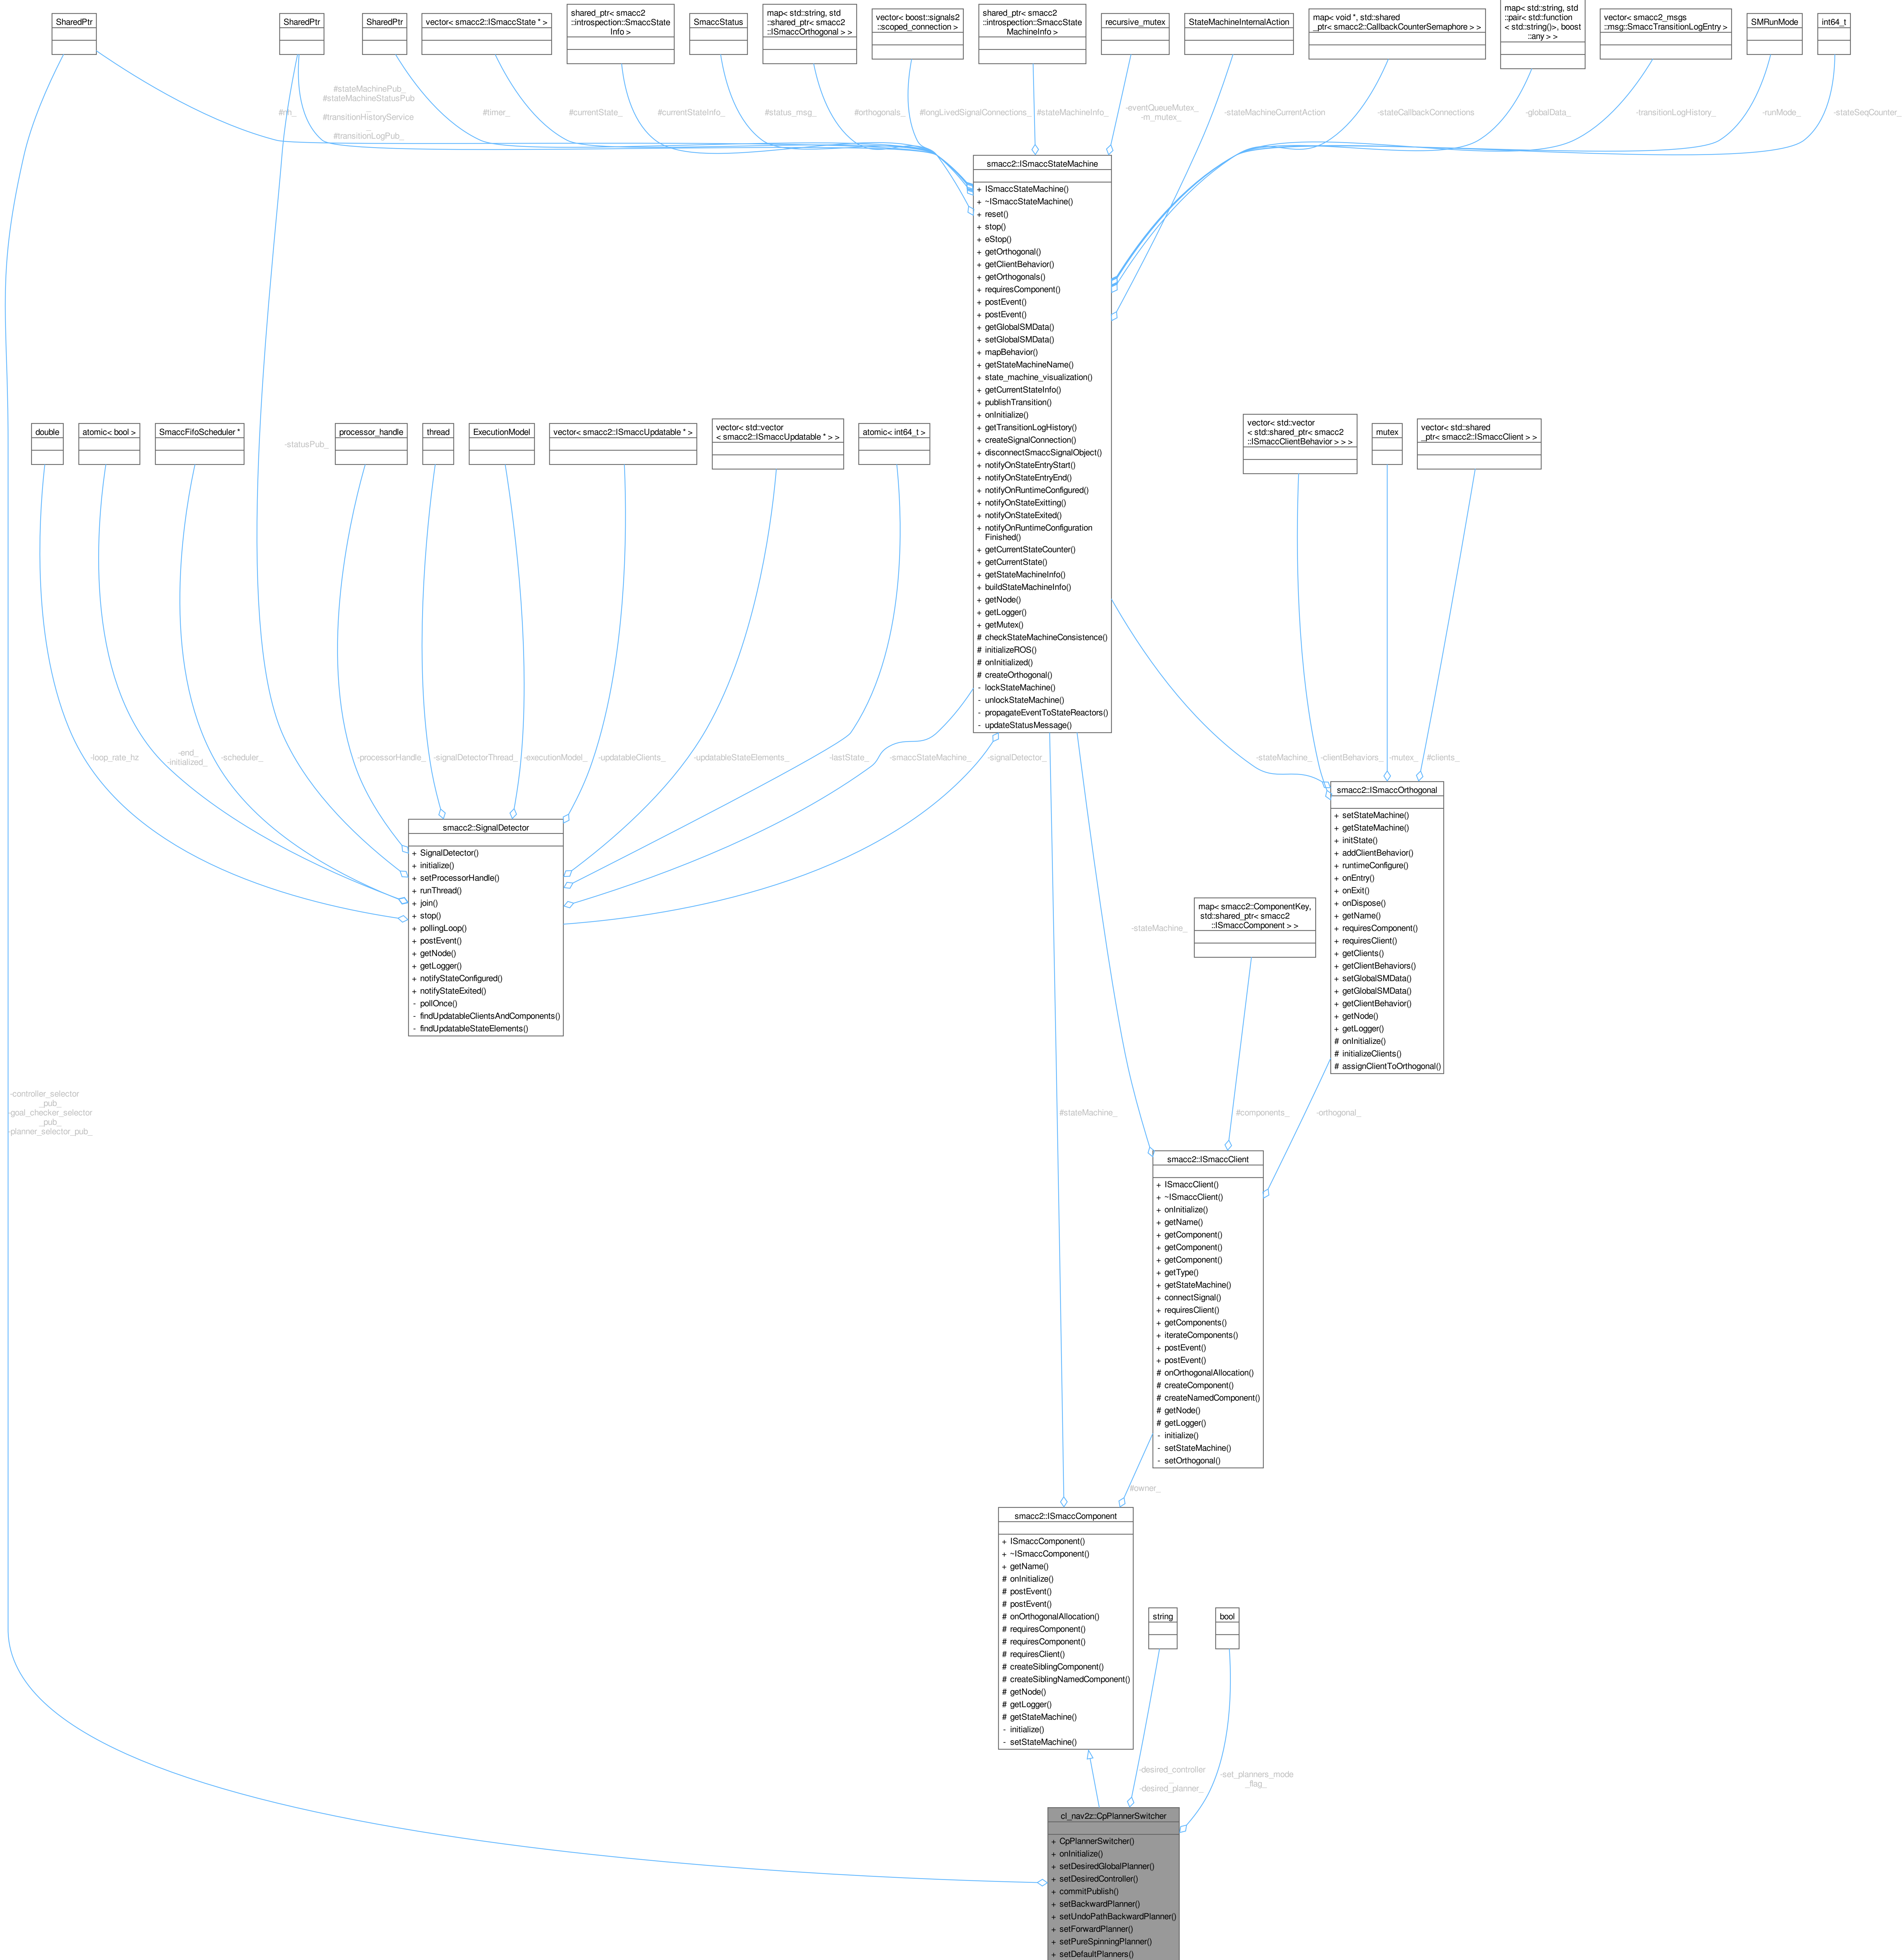 SharedPtr
SharedPtr
SharedPtr
vector< smacc2::ISmaccState * >
shared_ptr< smacc2
::introspection::SmaccState
Info >
SmaccStatus
map< std::string, std
::shared_ptr< smacc2
::ISmaccOrthogonal > >
vector< boost::signals2
::scoped_connection >
shared_ptr< smacc2
::introspection::SmaccState
MachineInfo >
recursive_mutex
StateMachineInternalAction
map< void *, std::shared
_ptr< smacc2::CallbackCounterSemaphore > >
map< std::string, std
::pair< std::function
< std::string()>, boost
::any > >
vector< smacc2_msgs
::msg::SmaccTransitionLogEntry >
SMRunMode
int64_t
#nh_
#stateMachinePub_
#stateMachineStatusPub
_
#transitionHistoryService
_
#transitionLogPub_
#timer_
#currentState_
#currentStateInfo_
#status_msg_
#orthogonals_
#longLivedSignalConnections_
#stateMachineInfo_
-eventQueueMutex_
-m_mutex_
-stateMachineCurrentAction
-stateCallbackConnections
-globalData_
-transitionLogHistory_
-runMode_
-stateSeqCounter_
smacc2::ISmaccStateMachine
+ ISmaccStateMachine()
+ ~ISmaccStateMachine()
+ reset()
+ stop()
+ eStop()
+ getOrthogonal()
+ getClientBehavior()
+ getOrthogonals()
+ requiresComponent()
+ postEvent()
+ postEvent()
+ getGlobalSMData()
+ setGlobalSMData()
+ mapBehavior()
+ getStateMachineName()
+ state_machine_visualization()
+ getCurrentStateInfo()
+ publishTransition()
+ onInitialize()
+ getTransitionLogHistory()
+ createSignalConnection()
+ disconnectSmaccSignalObject()
+ notifyOnStateEntryStart()
+ notifyOnStateEntryEnd()
+ notifyOnRuntimeConfigured()
+ notifyOnStateExitting()
+ notifyOnStateExited()
+ notifyOnRuntimeConfiguration
Finished()
+ getCurrentStateCounter()
+ getCurrentState()
+ getStateMachineInfo()
+ buildStateMachineInfo()
+ getNode()
+ getLogger()
+ getMutex()
# checkStateMachineConsistence()
# initializeROS()
# onInitialized()
# createOrthogonal()
- lockStateMachine()
- unlockStateMachine()
- propagateEventToStateReactors()
- updateStatusMessage()
double
atomic< bool >
SmaccFifoScheduler *
-statusPub_
processor_handle
thread
ExecutionModel
vector< smacc2::ISmaccUpdatable * >
vector< std::vector
< smacc2::ISmaccUpdatable * > >
atomic< int64_t >
vector< std::vector
< std::shared_ptr< smacc2
::ISmaccClientBehavior > > >
mutex
vector< std::shared
_ptr< smacc2::ISmaccClient > >
-loop_rate_hz
-end_
-initialized_
-scheduler_
-processorHandle_
-signalDetectorThread_
-executionModel_
-updatableClients_
-updatableStateElements_
-lastState_
-smaccStateMachine_
-signalDetector_
-stateMachine_
-clientBehaviors_
-mutex_
#clients_
smacc2::SignalDetector
+ SignalDetector()
+ initialize()
+ setProcessorHandle()
+ runThread()
+ join()
+ stop()
+ pollingLoop()
+ postEvent()
+ getNode()
+ getLogger()
+ notifyStateConfigured()
+ notifyStateExited()
- pollOnce()
- findUpdatableClientsAndComponents()
- findUpdatableStateElements()
smacc2::ISmaccOrthogonal
+ setStateMachine()
+ getStateMachine()
+ initState()
+ addClientBehavior()
+ runtimeConfigure()
+ onEntry()
+ onExit()
+ onDispose()
+ getName()
+ requiresComponent()
+ requiresClient()
+ getClients()
+ getClientBehaviors()
+ setGlobalSMData()
+ getGlobalSMData()
+ getClientBehavior()
+ getNode()
+ getLogger()
# onInitialize()
# initializeClients()
# assignClientToOrthogonal()
map< smacc2::ComponentKey,
std::shared_ptr< smacc2
::ISmaccComponent > >
-stateMachine_
-controller_selector
_pub_
-goal_checker_selector
_pub_
-planner_selector_pub_
#stateMachine_
#components_
-orthogonal_
smacc2::ISmaccClient
+ ISmaccClient()
+ ~ISmaccClient()
+ onInitialize()
+ getName()
+ getComponent()
+ getComponent()
+ getComponent()
+ getType()
+ getStateMachine()
+ connectSignal()
+ requiresClient()
+ getComponents()
+ iterateComponents()
+ postEvent()
+ postEvent()
# onOrthogonalAllocation()
# createComponent()
# createNamedComponent()
# getNode()
# getLogger()
- initialize()
- setStateMachine()
- setOrthogonal()
#owner_
smacc2::ISmaccComponent
+ ISmaccComponent()
+ ~ISmaccComponent()
+ getName()
# onInitialize()
# postEvent()
# postEvent()
# onOrthogonalAllocation()
# requiresComponent()
# requiresComponent()
# requiresClient()
# createSiblingComponent()
# createSiblingNamedComponent()
# getNode()
# getLogger()
# getStateMachine()
- initialize()
- setStateMachine()
string
bool
-desired_controller
_
-desired_planner_
-set_planners_mode
_flag_
cl_nav2z::CpPlannerSwitcher
+ CpPlannerSwitcher()
+ onInitialize()
+ setDesiredGlobalPlanner()
+ setDesiredController()
+ commitPublish()
+ setBackwardPlanner()
+ setUndoPathBackwardPlanner()
+ setForwardPlanner()
+ setPureSpinningPlanner()
+ setDefaultPlanners()